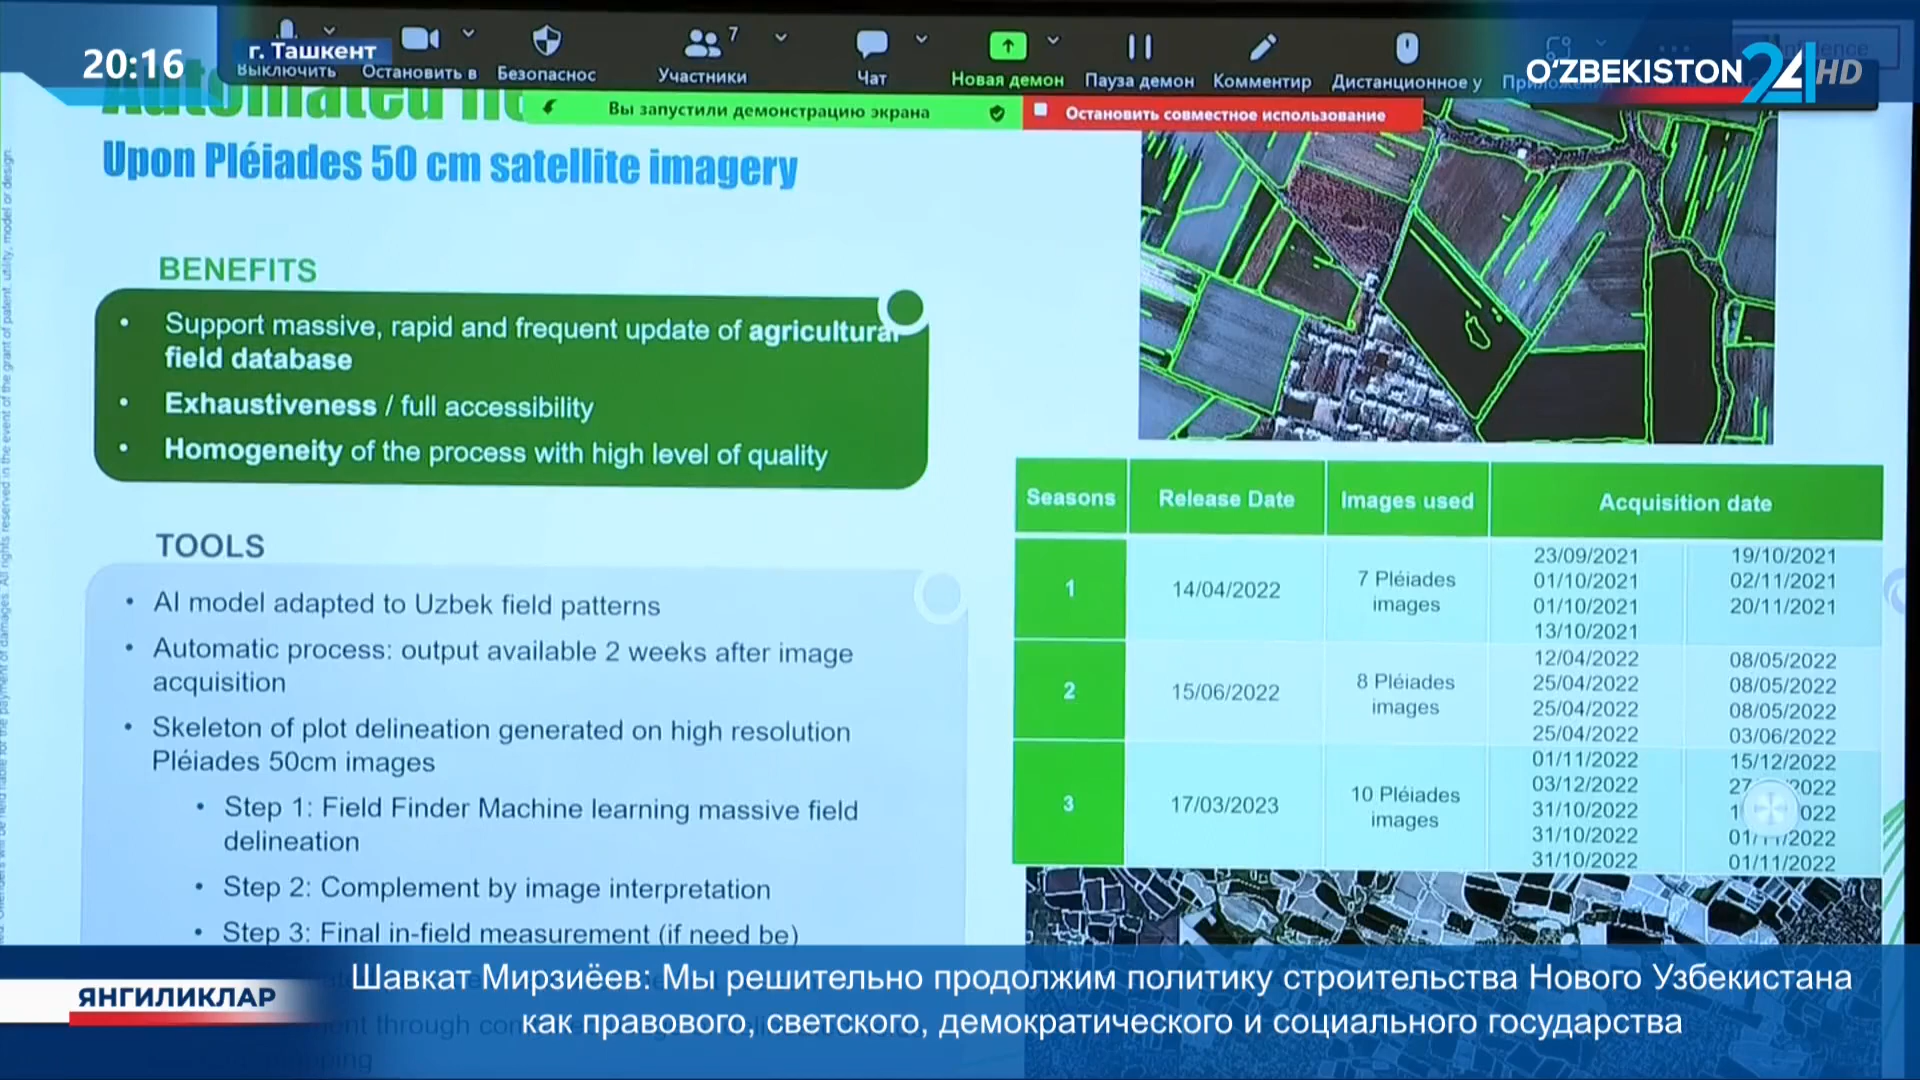 20:16
г. Ташкент
Выключить
Остановить в
Безопаснос
7
Участники
Чат
Новая демон
Пауза демон
Комментир
Дистанционное у
O‘ZBEKISTON 24 HD
Вы запустили демонстрацию экрана
Остановить совместное использование
Automated
Upon Pléiades 50 cm satellite imagery
BENEFITS
• Support massive, rapid and frequent update of agricultural
field database
• Exhaustiveness / full accessibility
• Homogeneity of the process with high level of quality
TOOLS
• AI model adapted to Uzbek field patterns
• Automatic process: output available 2 weeks after image
acquisition
• Skeleton of plot delineation generated on high resolution
Pléiades 50cm images
• Step 1: Field Finder Machine learning massive field
delineation
• Step 2: Complement by image interpretation
• Step 3: Final in-field measurement (if need be)
Seasons Release Date Images used Acquisition date
1 14/04/2022 7 Pléiades images
23/09/2021 19/10/2021
01/10/2021 02/11/2021
01/10/2021 20/11/2021
13/10/2021
2 15/06/2022 8 Pléiades images
12/04/2022 08/05/2022
25/04/2022 08/05/2022
25/04/2022 08/05/2022
25/04/2022 03/06/2022
3 17/03/2023 10 Pléiades images
01/11/2022 15/12/2022
03/12/2022
31/10/2022
31/10/2022 01/11/2022
31/10/2022 01/11/2022
ЯНГИЛИКЛАР
Шавкат Мирзиёев: Мы решительно продолжим политику строительства Нового Узбекистана
как правового, светского, демократического и социального государства